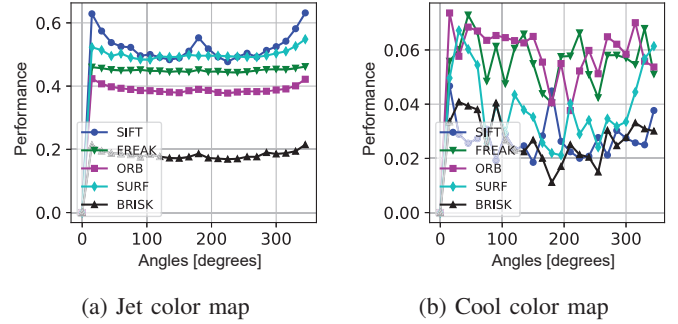 0.6
0.4
0.2
0.0
Performance
SIFT
FREAK
ORB
SURF
BRISK
0 100 200 300
Angles [degrees]
(a) Jet color map
0.06
0.04
0.02
0.00
Performance
SIFT
FREAK
ORB
SURF
BRISK
0 100 200 300
Angles [degrees]
(b) Cool color map